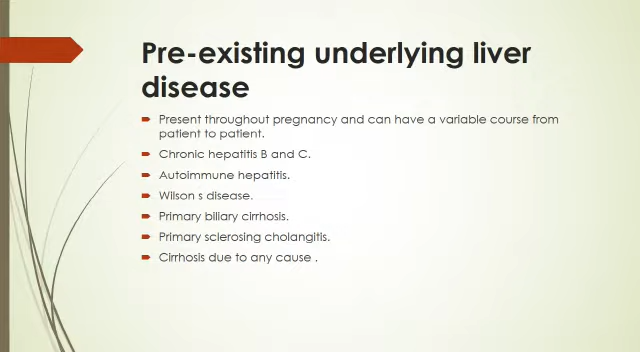 Pre-existing underlying liver
disease
Present throughout pregnancy and can have a variable course from
patient to patient.
Chronic hepatitis B and C.
Autoimmune hepatitis.
Wilson s disease.
Primary biliary cirrhosis.
Primary sclerosing cholangitis.
Cirrhosis due to any cause .